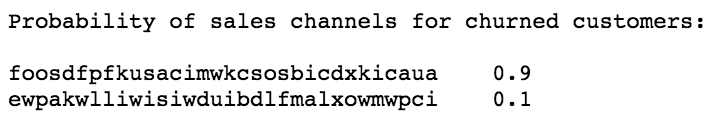 Probability of sales channels for churned customers:
foosdfpfkusacimwkcsosbicdxkicaua 0.9
ewpakwlliwisiwduibdlfmalxowmwpci 0.1